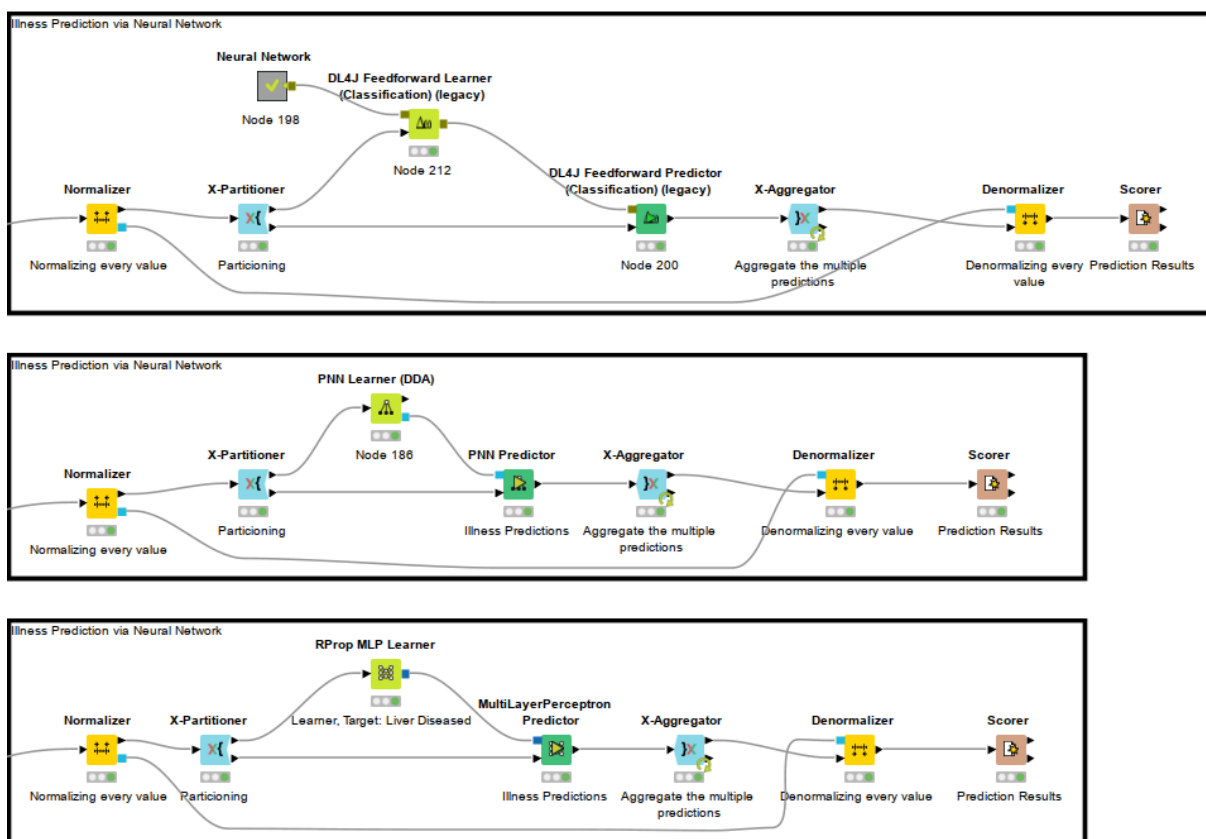 Illness Prediction via Neural Network
Neural Network
Node 198
DL4J Feedforward Learner
(Classification) (legacy)
Node 212
Normalizer
Normalizing every value
X-Partitioner
Particioning
DL4J Feedforward Predictor
(Classification) (legacy)
Node 200
X-Aggregator
Aggregate the multiple
predictions
Denormalizer
Denormalizing every
value
Scorer
Prediction Results
Illness Prediction via Neural Network
PNN Learner (DDA)
Node 186
Normalizer
Normalizing every value
X-Partitioner
Particioning
PNN Predictor
Illness Predictions
X-Aggregator
Aggregate the multiple
predictions
Denormalizer
Denormalizing every value
Scorer
Prediction Results
Illness Prediction via Neural Network
RProp MLP Learner
Learner, Target: Liver Diseased
Normalizer
Normalizing every value
X-Partitioner
Particioning
MultiLayerPerceptron
Predictor
Illness Predictions
X-Aggregator
Aggregate the multiple
predictions
Denormalizer
Denormalizing every value
Scorer
Prediction Results